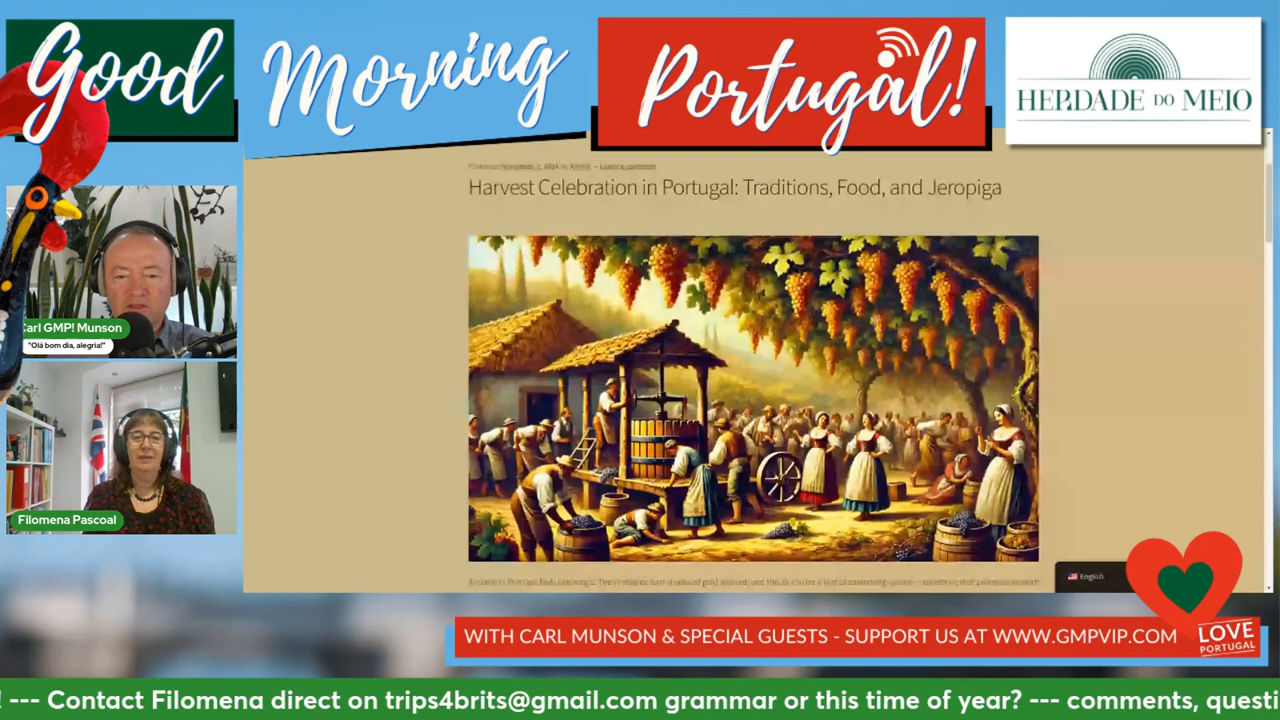 Good Morning Portugal!
HERDADE DO MEIO
Harvest Celebration in Portugal: Traditions, Food, and Jeropiga
Carl GMP! Munson
"Olá bom dia, alegria!"
Filomena Pascoal
English
WITH CARL MUNSON & SPECIAL GUESTS - SUPPORT US AT WWW.GMPVIP.COM
LOVE
PORTUGAL
! --- Contact Filomena direct on trips4brits@gmail.com grammar or this time of year? --- comments, questi